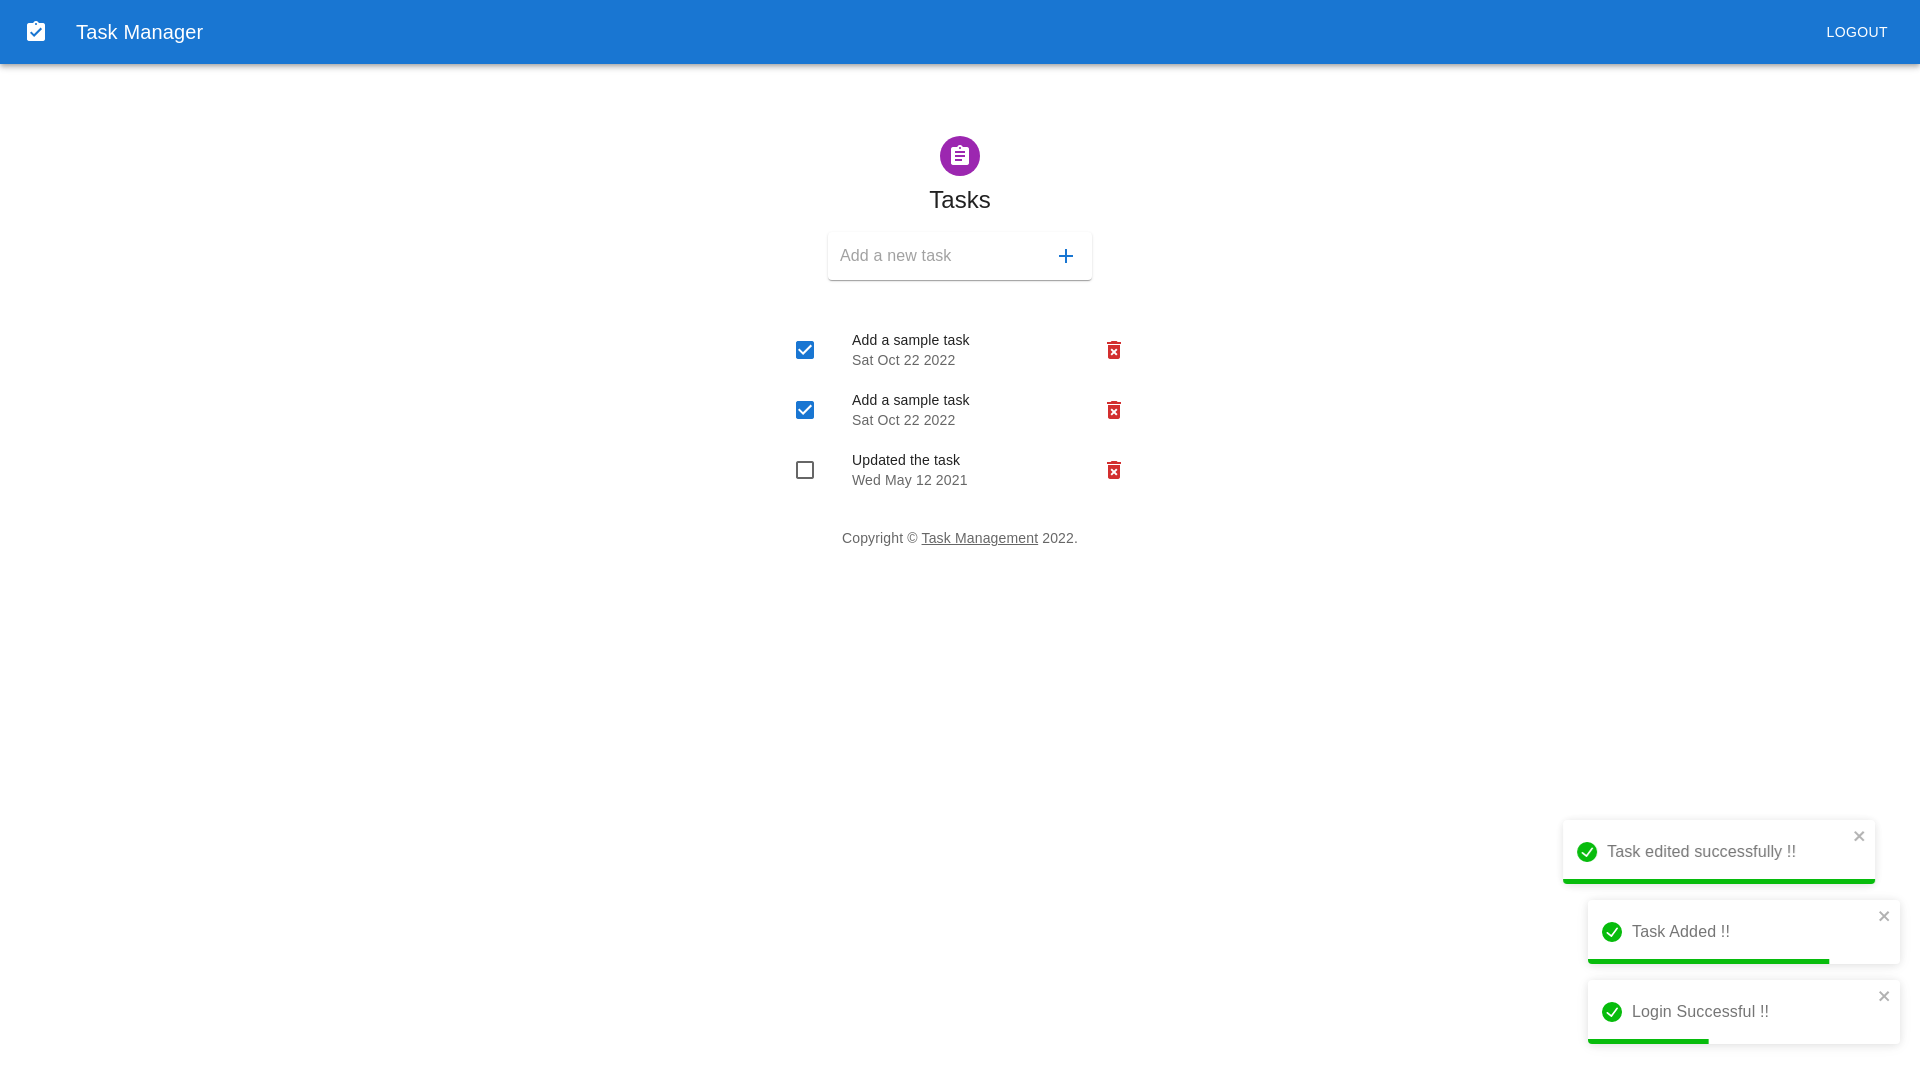 Task Manager
LOGOUT
Tasks
Add a new task
Add a sample task
Sat Oct 22 2022
Add a sample task
Sat Oct 22 2022
Updated the task
Wed May 12 2021
Copyright © Task Management 2022.
Task edited successfully !!
Task Added !!
Login Successful !!